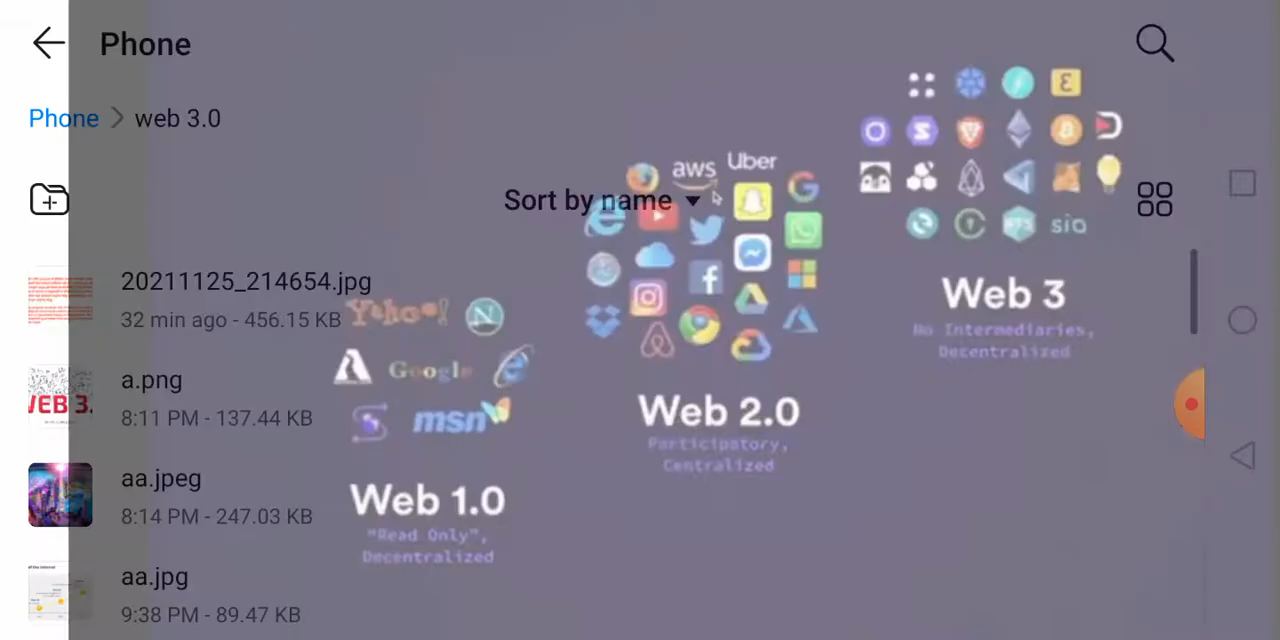 Phone
Phone > web 3.0
Sort by name
20211125_214654.jpg
32 min ago - 456.15 KB
a.png
8:11 PM - 137.44 KB
aa.jpeg
8:14 PM - 247.03 KB
aa.jpg
9:38 PM - 89.47 KB
WEB 3.
Yahoo!
N
Google
msn
Web 1.0
"Read Only",
Decentralized
aws
Uber
Web 2.0
Participatory,
Centralized
sia
Web 3
No Intermediaries,
Decentralized